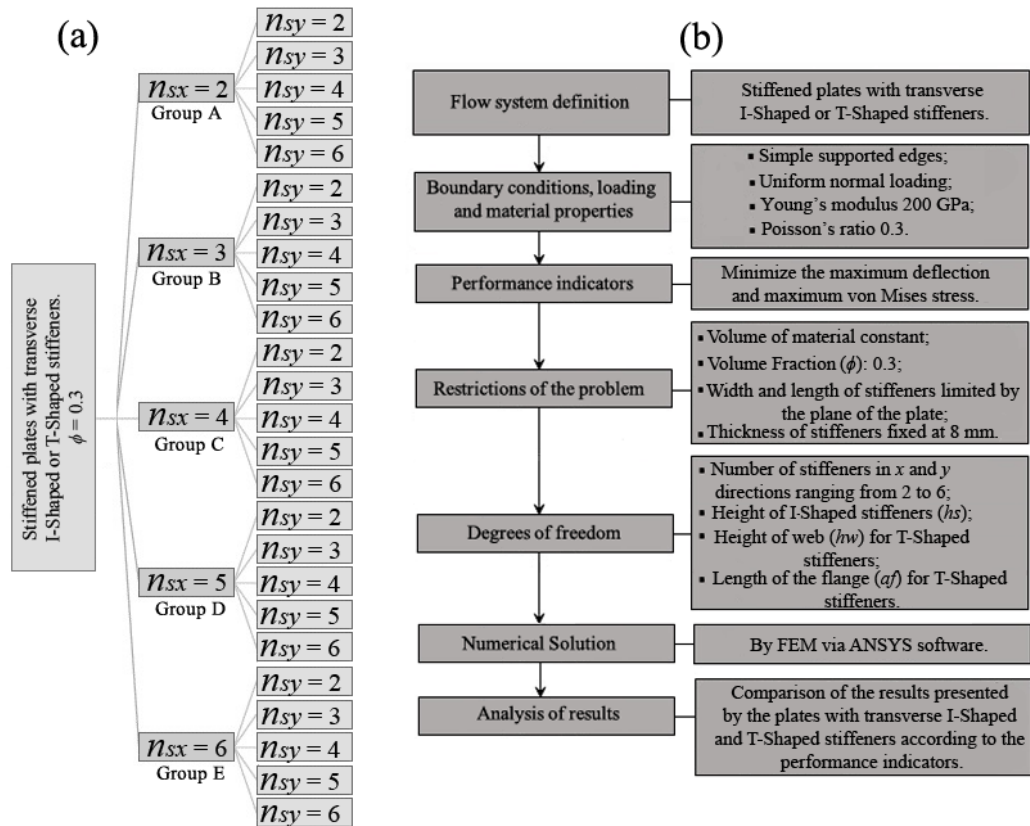 (a)
Stiffened plates with transverse
I-Shaped or T-Shaped stiffeners.
ϕ = 0.3
nsx = 2
Group A
nsy = 2
nsy = 3
nsy = 4
nsy = 5
nsy = 6
nsx = 3
Group B
nsy = 2
nsy = 3
nsy = 4
nsy = 5
nsy = 6
nsx = 4
Group C
nsy = 2
nsy = 3
nsy = 4
nsy = 5
nsy = 6
nsx = 5
Group D
nsy = 2
nsy = 3
nsy = 4
nsy = 5
nsy = 6
nsx = 6
Group E
nsy = 2
nsy = 3
nsy = 4
nsy = 5
nsy = 6
(b)
Flow system definition
Stiffened plates with transverse
I-Shaped or T-Shaped stiffeners.
Boundary conditions, loading
and material properties
▪ Simple supported edges;
▪ Uniform normal loading;
▪ Young's modulus 200 GPa;
▪ Poisson's ratio 0.3.
Performance indicators
Minimize the maximum deflection
and maximum von Mises stress.
Restrictions of the problem
▪ Volume of material constant;
▪ Volume Fraction (ϕ): 0.3;
▪ Width and length of stiffeners limited by
the plane of the plate;
▪ Thickness of stiffeners fixed at 8 mm.
Degrees of freedom
▪ Number of stiffeners in x and y
directions ranging from 2 to 6;
▪ Height of I-Shaped stiffeners (hs);
▪ Height of web (hw) for T-Shaped
stiffeners;
▪ Length of the flange (af) for T-Shaped
stiffeners.
Numerical Solution
By FEM via ANSYS software.
Analysis of results
Comparison of the results presented
by the plates with transverse I-Shaped
and T-Shaped stiffeners according to the
performance indicators.